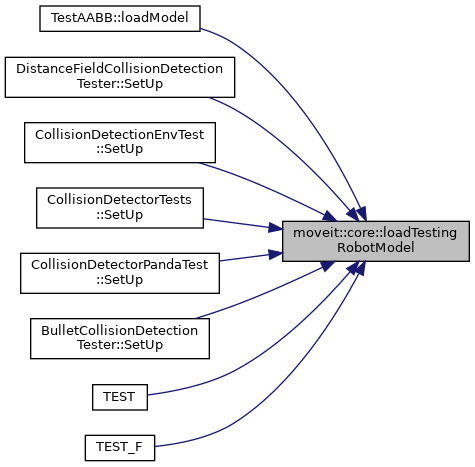 TestAABB::loadModel
DistanceFieldCollisionDetection
Tester::SetUp
CollisionDetectionEnvTest
::SetUp
CollisionDetectorTests
::SetUp
moveit::core::loadTesting
RobotModel
CollisionDetectorPandaTest
::SetUp
BulletCollisionDetection
Tester::SetUp
TEST
TEST_F